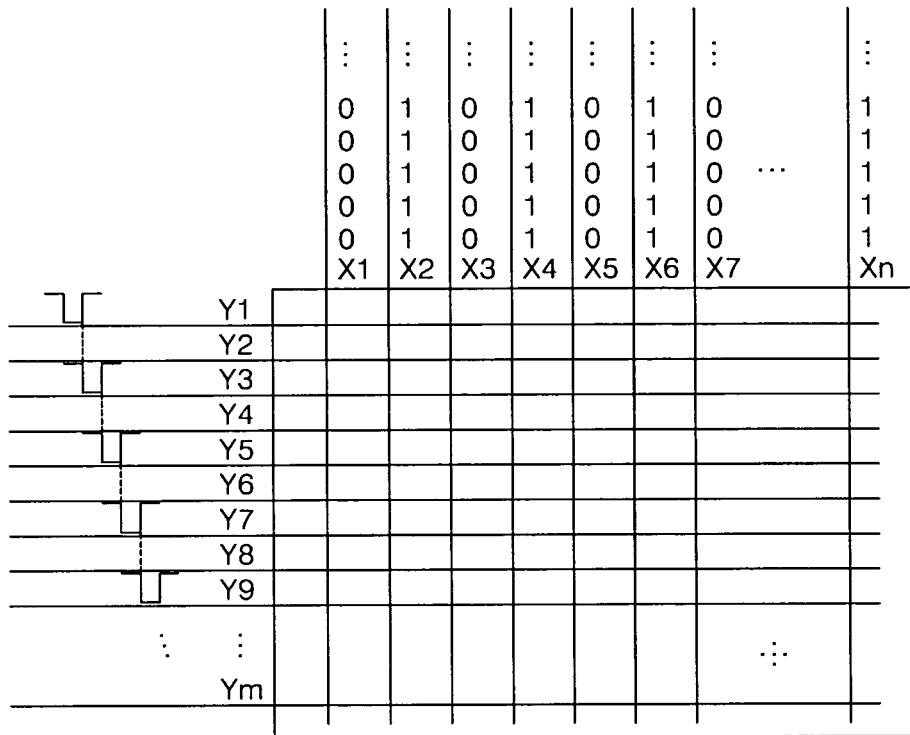 ⋮ ⋮ ⋮ ⋮ ⋮ ⋮ ⋮ ⋮
0 1 0 1 0 1 0 1
0 1 0 1 0 1 0 1
0 1 0 1 0 1 0 ... 1
0 1 0 1 0 1 0 1
0 1 0 1 0 1 0 1
X1 X2 X3 X4 X5 X6 X7 Xn
Y1
Y2
Y3
Y4
Y5
Y6
Y7
Y8
Y9
⋮
Ym